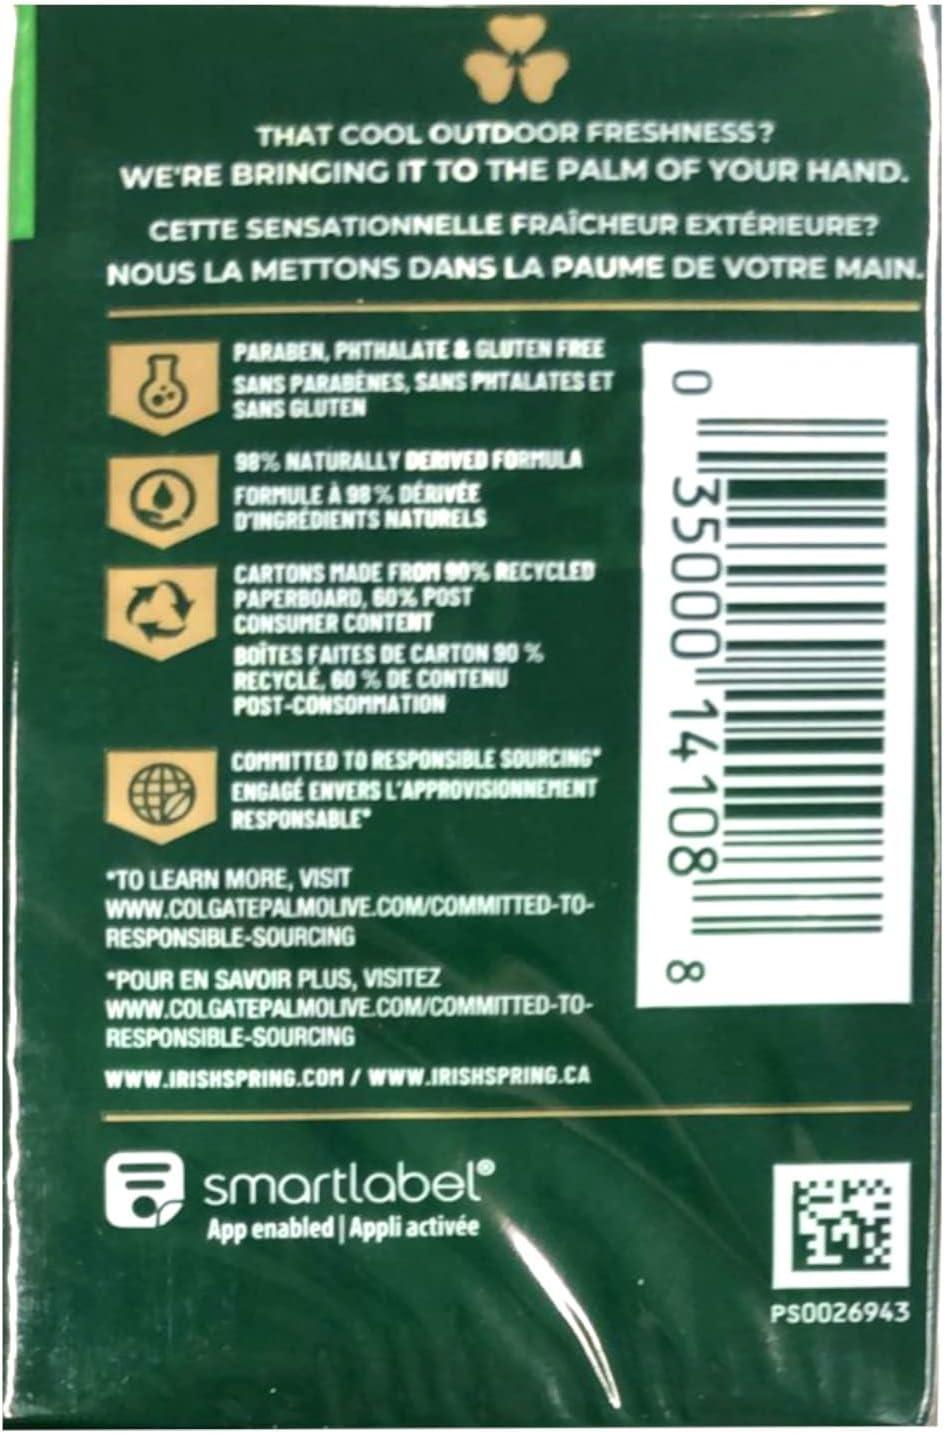 THAT COOL OUTDOOR FRESHNESS?
WE'RE BRINGING IT TO THE PALM OF YOUR HAND.
CETTE SENSATIONNELLE FRAÎCHEUR EXTÉRIEURE?
NOUS LA METTONS DANS LA PAUME DE VOTRE MAIN.
PARABEN, PHTHALATE & GLUTEN FREE
SANS PARABÈNES, SANS PHTALATES ET
SANS GLUTEN
98% NATURALLY DERIVED FORMULA
FORMULE À 98 % DÉRIVÉE
D'INGRÉDIENTS NATURELS
CARTONS MADE FROM 90% RECYCLED
PAPERBOARD, 60% POST
CONSUMER CONTENT
BOÎTES FAITES DE CARTON 90 %
RECYCLÉ, 60 % DE CONTENU
POST-CONSOMMATION
COMMITTED TO RESPONSIBLE SOURCING*
ENGAGÉ ENVERS L'APPROVISIONNEMENT
RESPONSABLE*
*TO LEARN MORE, VISIT
WWW.COLGATEPALMOLIVE.COM/COMMITTED-TO-
RESPONSIBLE-SOURCING
*POUR EN SAVOIR PLUS, VISITEZ
WWW.COLGATEPALMOLIVE.COM/COMMITTED-TO-
RESPONSIBLE-SOURCING
WWW.IRISHSPRING.COM / WWW.IRISHSPRING.CA
0 35000 14108 8
smartlabel®
App enabled | Appli activée
PS0026943